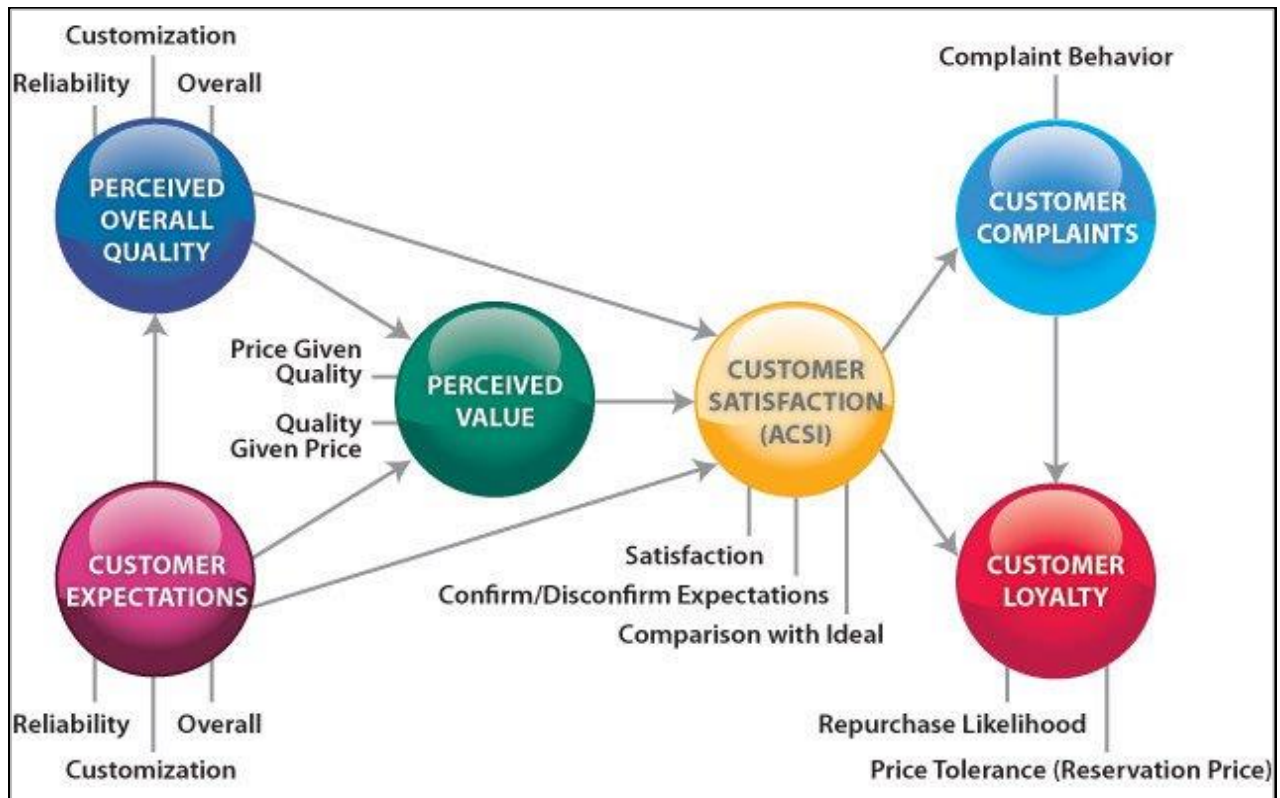 Customization
Reliability
Overall
PERCEIVED
OVERALL
QUALITY
Complaint Behavior
CUSTOMER
COMPLAINTS
Price Given
Quality
Quality
Given Price
PERCEIVED
VALUE
CUSTOMER
SATISFACTION
(ACSI)
Satisfaction
Confirm/Disconfirm Expectations
Comparison with Ideal
CUSTOMER
EXPECTATIONS
Reliability
Overall
Customization
CUSTOMER
LOYALTY
Repurchase Likelihood
Price Tolerance (Reservation Price)